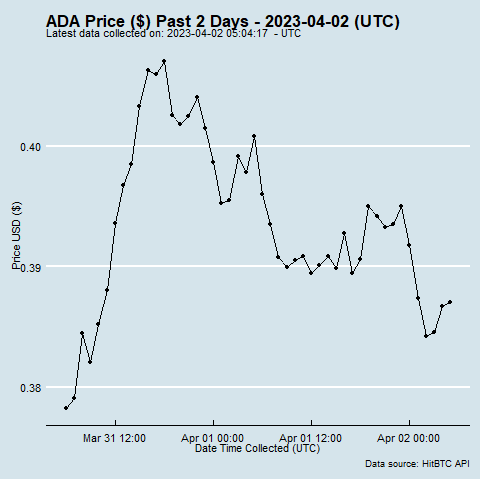 ADA Price ($) Past 2 Days - 2023-04-02 (UTC)
Latest data collected on: 2023-04-02 05:04:17 - UTC
Price USD ($)
0.40
0.39
0.38
Mar 31 12:00 Apr 01 00:00 Apr 01 12:00 Apr 02 00:00
Date Time Collected (UTC)
Data source: HitBTC API